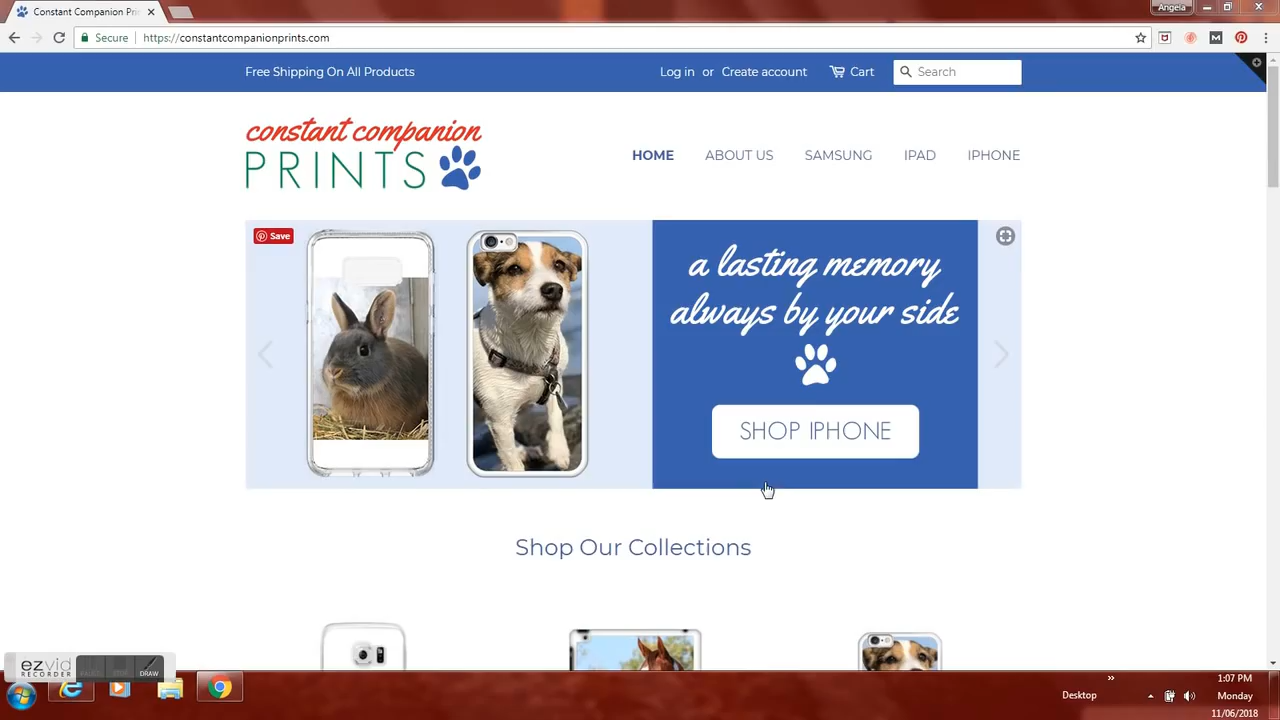 Constant Companion Pri
Angela
Secure
https://constantcompanionprints.com
Free Shipping On All Products
Log in or Create account
Cart
Search
constant companion
PRINTS
HOME
ABOUT US
SAMSUNG
IPAD
IPHONE
Save
a lasting memory
always by your side
SHOP IPHONE
Shop Our Collections
ezvid
RECORDER
DRAW
Desktop
1:07 PM
Monday
11/06/2018